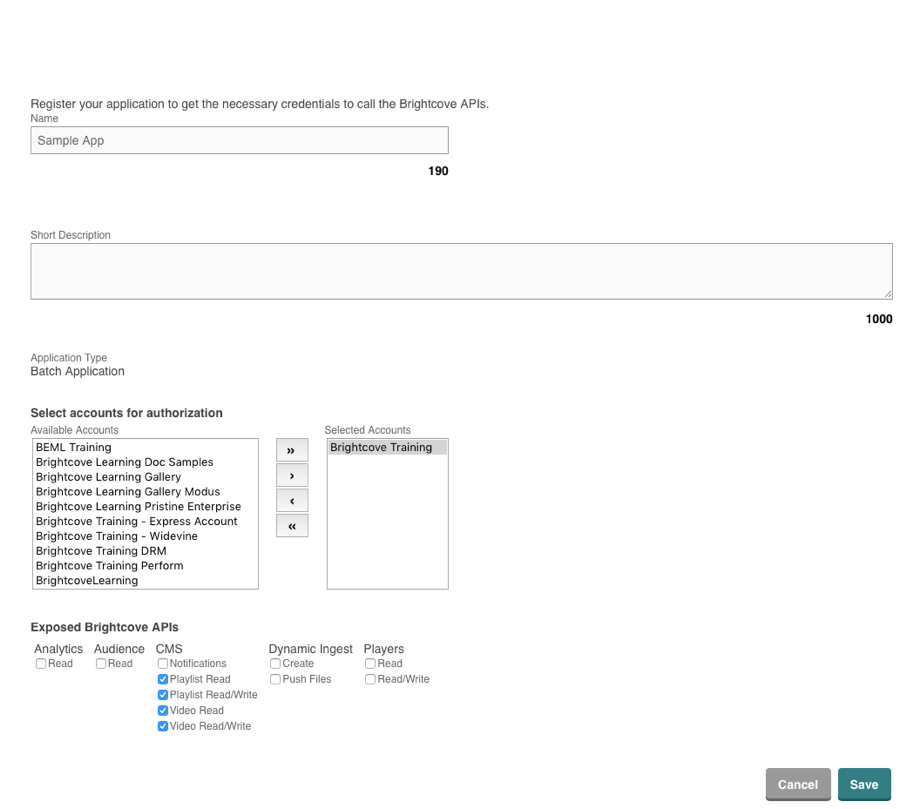 Register your application to get the necessary credentials to call the Brightcove APIs.
Name
Sample App
190
Short Description
1000
Application Type
Batch Application
Select accounts for authorization
Available Accounts
BEML Training
Brightcove Learning Doc Samples
Brightcove Learning Gallery
Brightcove Learning Gallery Modus
Brightcove Learning Pristine Enterprise
Brightcove Training - Express Account
Brightcove Training - Widevine
Brightcove Training DRM
Brightcove Training Perform
BrightcoveLearning
»
›
‹
«
Selected Accounts
Brightcove Training
Exposed Brightcove APIs
Analytics
Read
Audience
Read
CMS
Notifications
Playlist Read
Playlist Read/Write
Video Read
Video Read/Write
Dynamic Ingest
Create
Push Files
Players
Read
Read/Write
Cancel
Save